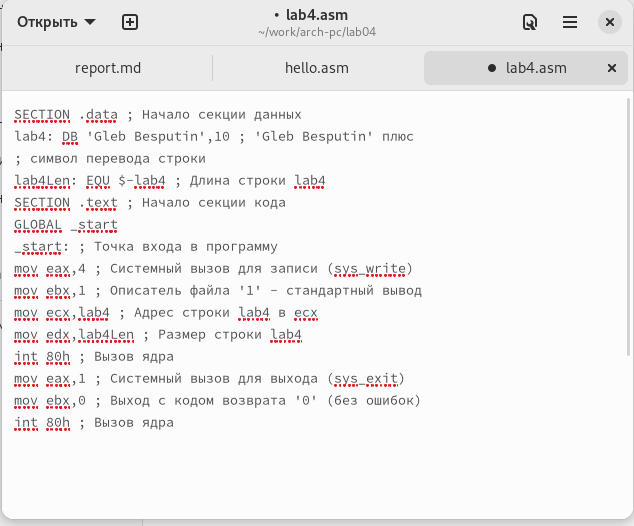 Открыть
• lab4.asm
~/work/arch-pc/lab04
report.md
hello.asm
● lab4.asm
SECTION .data ; Начало секции данных
lab4: DB 'Gleb Besputin',10 ; 'Gleb Besputin' плюс
; символ перевода строки
lab4Len: EQU $-lab4 ; Длина строки lab4
SECTION .text ; Начало секции кода
GLOBAL _start
_start: ; Точка входа в программу
mov eax,4 ; Системный вызов для записи (sys_write)
mov ebx,1 ; Описатель файла '1' - стандартный вывод
mov ecx,lab4 ; Адрес строки lab4 в ecx
mov edx,lab4Len ; Размер строки lab4
int 80h ; Вызов ядра
mov eax,1 ; Системный вызов для выхода (sys_exit)
mov ebx,0 ; Выход с кодом возврата '0' (без ошибок)
int 80h ; Вызов ядра